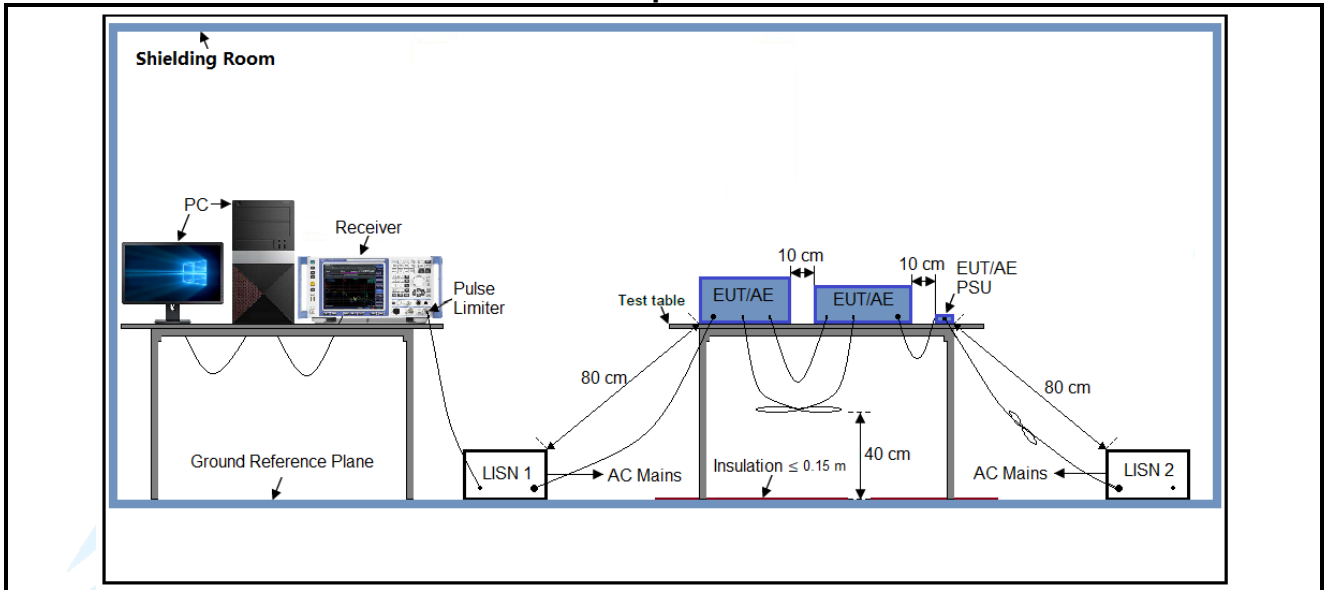 Shielding Room
PC
Receiver
Pulse
Limiter
Test table
10 cm
10 cm
EUT/AE
PSU
EUT/AE
EUT/AE
80 cm
80 cm
40 cm
Ground Reference Plane
LISN 1
AC Mains
Insulation ≤ 0.15 m
AC Mains
LISN 2